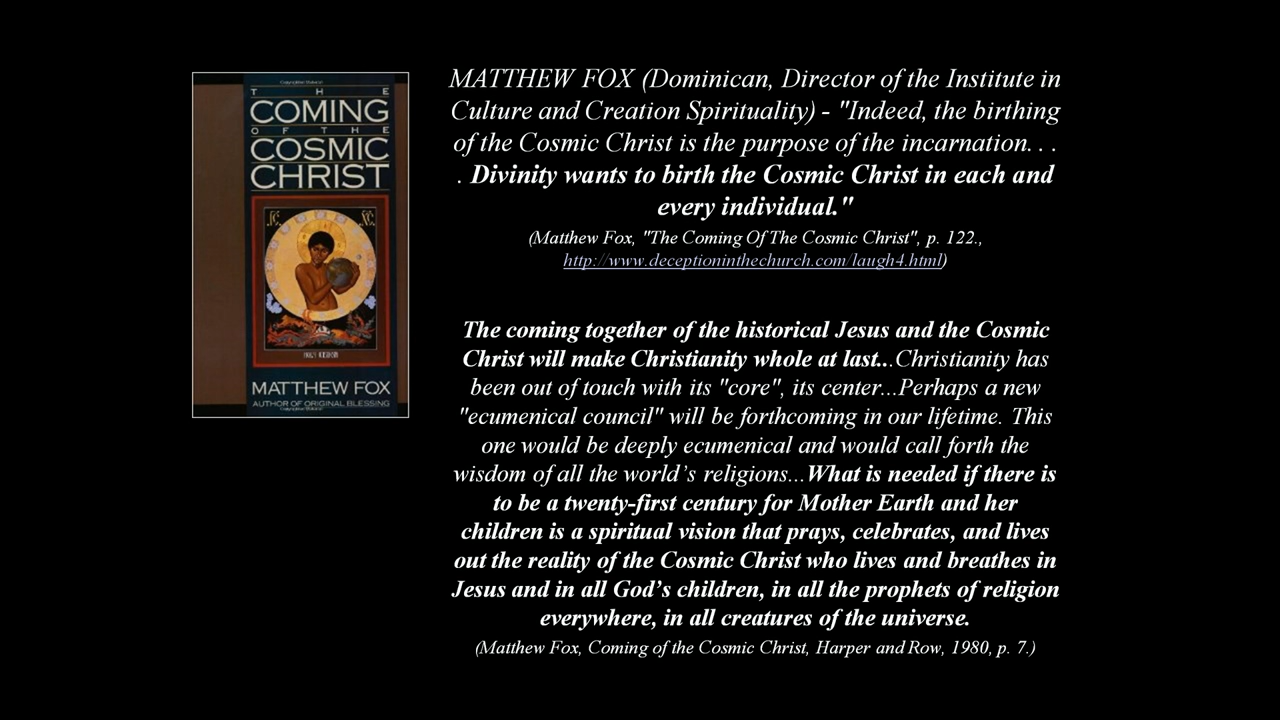 Copyrighted Material
THE
COMING
OF THE
COSMIC
CHRIST
HOLY WISDOM
MATTHEW FOX
AUTHOR OF ORIGINAL BLESSING
Copyrighted Material
MATTHEW FOX (Dominican, Director of the Institute in
Culture and Creation Spirituality) - "Indeed, the birthing
of the Cosmic Christ is the purpose of the incarnation. . .
. Divinity wants to birth the Cosmic Christ in each and
every individual."
(Matthew Fox, "The Coming Of The Cosmic Christ", p. 122.,
http://www.deceptioninthechurch.com/laugh4.html)
The coming together of the historical Jesus and the Cosmic
Christ will make Christianity whole at last...Christianity has
been out of touch with its "core", its center...Perhaps a new
"ecumenical council" will be forthcoming in our lifetime. This
one would be deeply ecumenical and would call forth the
wisdom of all the world’s religions...What is needed if there is
to be a twenty-first century for Mother Earth and her
children is a spiritual vision that prays, celebrates, and lives
out the reality of the Cosmic Christ who lives and breathes in
Jesus and in all God’s children, in all the prophets of religion
everywhere, in all creatures of the universe.
(Matthew Fox, Coming of the Cosmic Christ, Harper and Row, 1980, p. 7.)